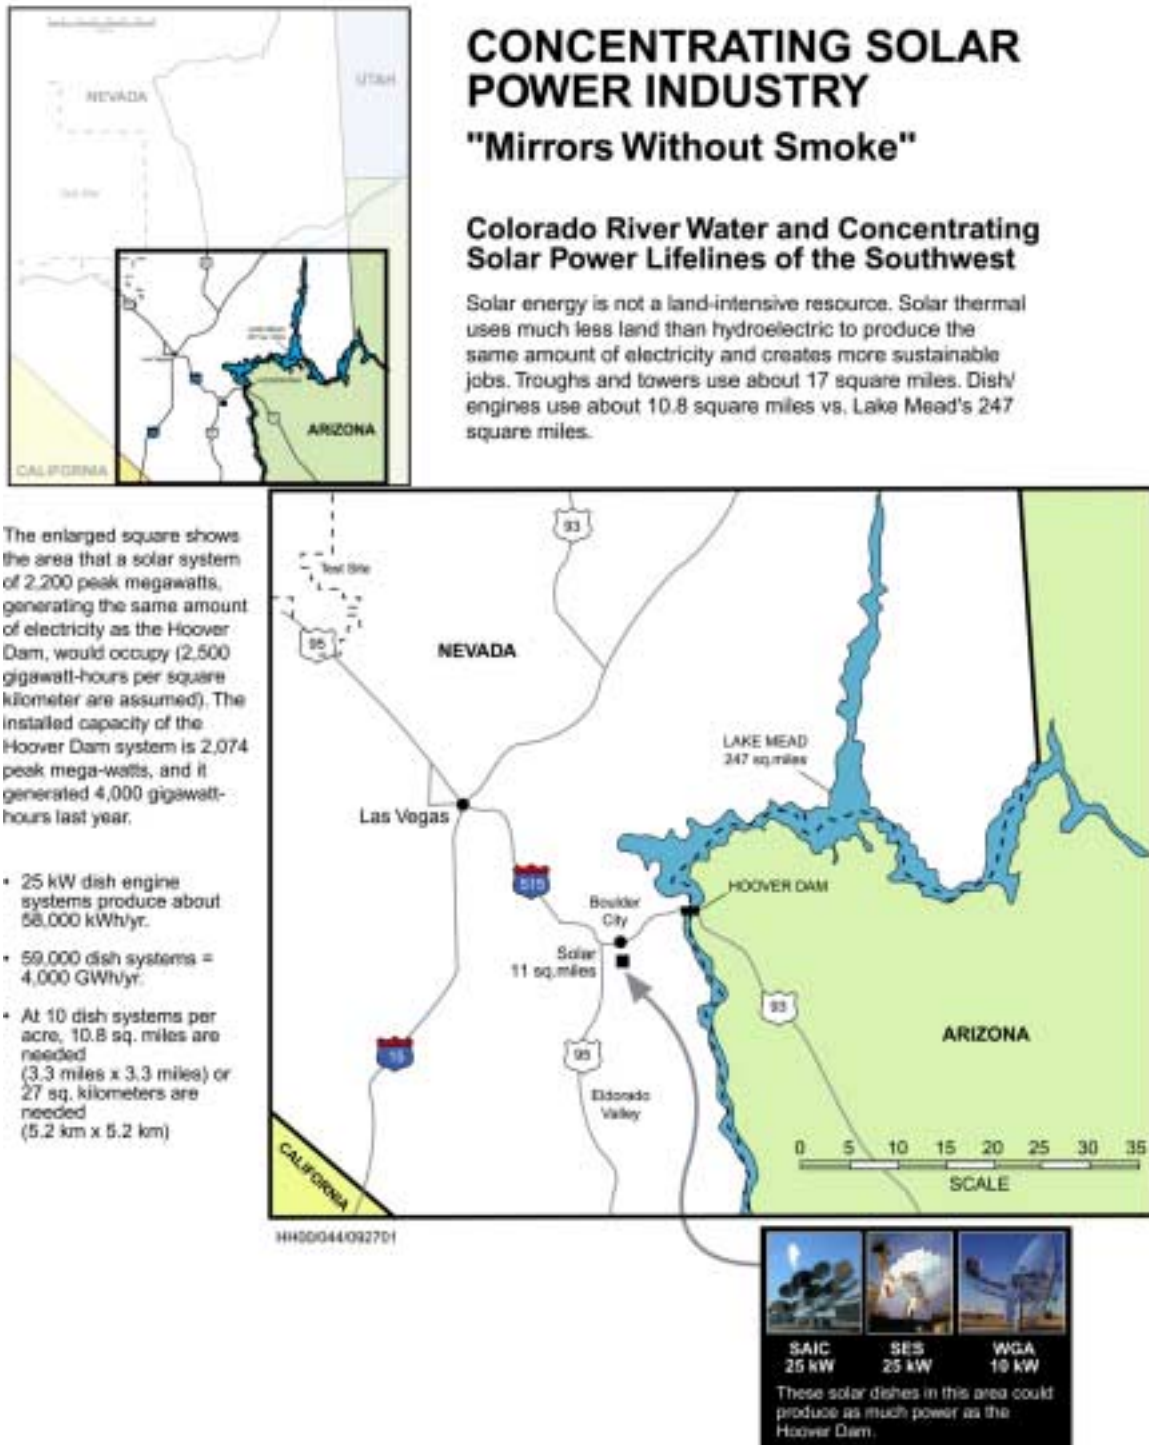 NEVADA
UTAH
Test Site
ARIZONA
CALIFORNIA
CONCENTRATING SOLAR
POWER INDUSTRY
"Mirrors Without Smoke"
Colorado River Water and Concentrating
Solar Power Lifelines of the Southwest
Solar energy is not a land-intensive resource. Solar thermal
uses much less land than hydroelectric to produce the
same amount of electricity and creates more sustainable
jobs. Troughs and towers use about 17 square miles. Dish/
engines use about 10.8 square miles vs. Lake Mead's 247
square miles.
The enlarged square shows
the area that a solar system
of 2,200 peak megawatts,
generating the same amount
of electricity as the Hoover
Dam, would occupy (2,500
gigawatt-hours per square
kilometer are assumed). The
installed capacity of the
Hoover Dam system is 2,074
peak mega-watts, and it
generated 4,000 gigawatt-
hours last year.
• 25 kW dish engine
systems produce about
58,000 kWh/yr.
• 59,000 dish systems =
4,000 GWh/yr.
• At 10 dish systems per
acre, 10.8 sq. miles are
needed
(3.3 miles x 3.3 miles) or
27 sq. kilometers are
needed
(5.2 km x 5.2 km)
93
Test Site
95
NEVADA
LAKE MEAD
247 sq.miles
Las Vegas
515
HOOVER DAM
Boulder
City
Solar
11 sq.miles
93
ARIZONA
15
95
Eldorado
Valley
CALIFORNIA
0 5 10 15 20 25 30 35
SCALE
HH00/044/092701
SAIC
25 kW
SES
25 kW
WGA
10 kW
These solar dishes in this area could
produce as much power as the
Hoover Dam.